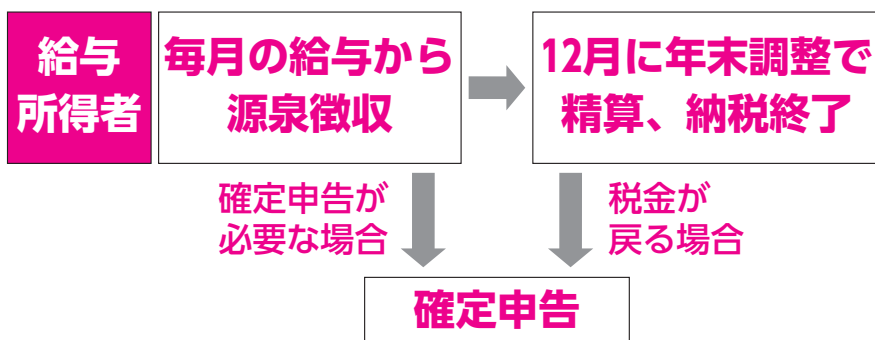 給与
所得者
毎月の給与から
源泉徴収
12月に年末調整で
精算、納税終了
確定申告が
必要な場合
税金が
戻る場合
確定申告